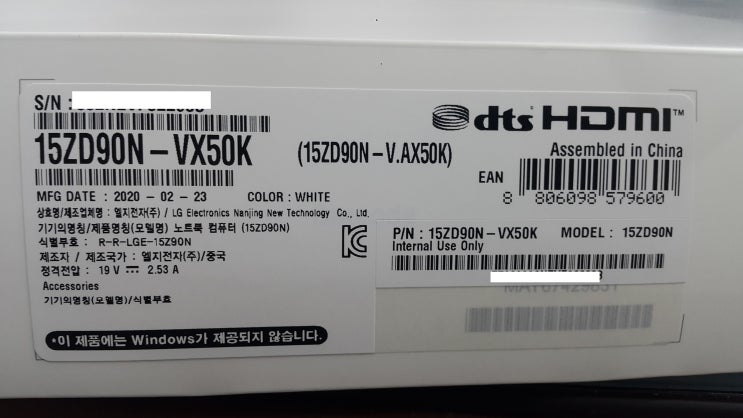 S/N :
15ZD90N-VX50K (15ZD90N-V.AX50K)
MFG DATE : 2020 - 02 - 23 COLOR : WHITE
상호명/제조업체명 : 엘지전자(주) / LG Electronics Nanjing New Technology Co., Ltd.
기기의명칭/제품명칭(모델명)/ 노트북 컴퓨터 (15ZD90N)
식별부호 : R-R-LGE-15Z90N
제조자 / 제조국가 : 엘지전자(주)/중국
정격전압 : 19 V 2.53 A
Accessories
기기의명칭(모델명)/식별부호
•이 제품에는 Windows가 제공되지 않습니다.
dts HDMI™
Assembled in China
EAN
8 806098 579600
P/N : 15ZD90N-VX50K MODEL : 15ZD90N
Internal Use Only